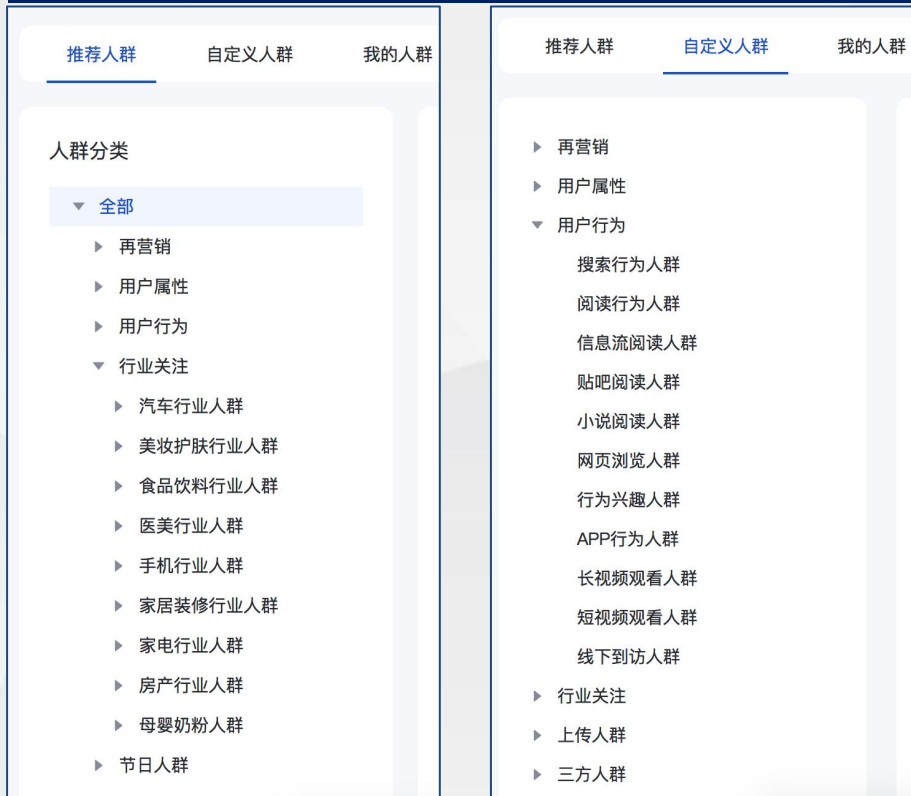 推荐人群 自定义人群 我的人群
人群分类
全部
再营销
用户属性
用户行为
行业关注
汽车行业人群
美妆护肤行业人群
食品饮料行业人群
医美行业人群
手机行业人群
家居装修行业人群
家电行业人群
房产行业人群
母婴奶粉人群
节日人群
推荐人群 自定义人群 我的人群
再营销
用户属性
用户行为
搜索行为人群
阅读行为人群
信息流阅读人群
贴吧阅读人群
小说阅读人群
网页浏览人群
行为兴趣人群
APP行为人群
长视频观看人群
短视频观看人群
线下到访人群
行业关注
上传人群
三方人群